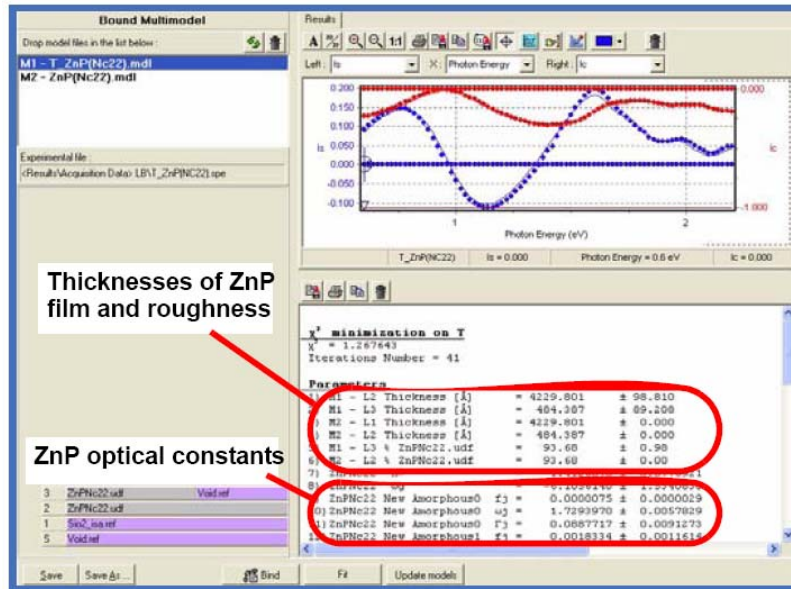 Bound Multimodel
Drop model files in the list below :
M1 - T_ZnP(Nc22).mdl
M2 - ZnP(Nc22).mdl
Experimental file :
<Results\Acquisition Data> LB\T_ZnP(NC22).spe
Results
A
1:1
Left : Is
X : Photon Energy
Right : Ic
0.200
0.150
0.100
0.050
0.000
-0.050
-0.100
Is
0.000
-1.000
Ic
1
2
Photon Energy (eV)
T_ZnP(NC22) Is = 0.000 Photon Energy = 0.6 eV Ic = 0.000
Thicknesses of ZnP
film and roughness
χ² minimization on T
χ² = 1.267643
Iterations Number = 41
Parameters
1) M1 - L2 Thickness [Å] = 4229.801 ± 98.810
M1 - L3 Thickness [Å] = 484.387 ± 89.208
M2 - L1 Thickness [Å] = 4229.801 ± 0.000
M2 - L2 Thickness [Å] = 484.387 ± 0.000
M1 - L3 % ZnPNc22.udf = 93.68 ± 0.98
6) M2 - L2 % ZnPNc22.udf = 93.68 ± 0.00
7)
8)
ZnPNc22 New Amorphous0 fj = 0.0000075 ± 0.0000029
0) ZnPNc22 New Amorphous0 ωj = 1.7293970 ± 0.0057829
1) ZnPNc22 New Amorphous0 Γj = 0.0887717 ± 0.0091273
ZnPNc22 New Amorphous1 fj = 0.0018334 ± 0.0011614
ZnP optical constants
3 ZnPNc22.udf Void.ref
2 ZnPNc22.udf
1 Sio2_isa.ref
S Void.ref
Save
Save As ...
Bind
Fit
Update models